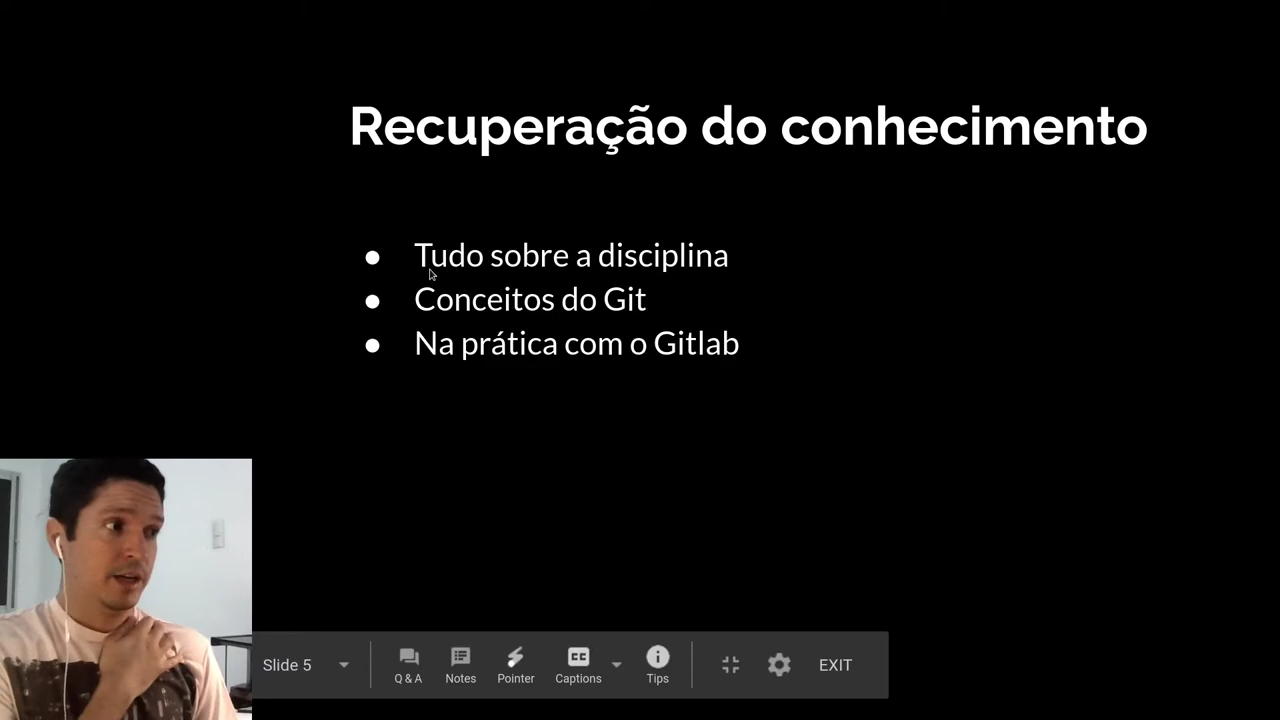 Recuperação do conhecimento
● Tudo sobre a disciplina
● Conceitos do Git
● Na prática com o Gitlab
Slide 5
Q & A
Notes
Pointer
CC
Captions
Tips
EXIT